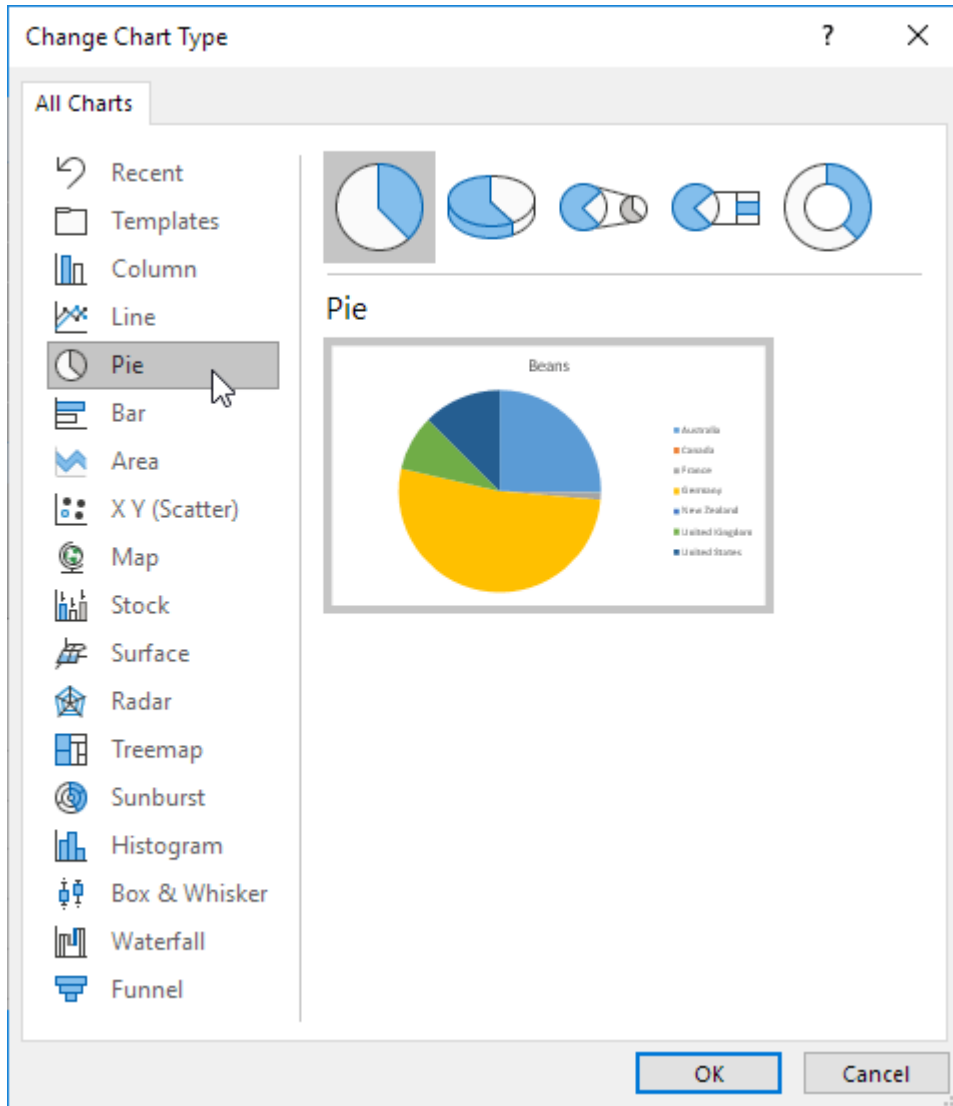 Change Chart Type
?
All Charts
Recent
Templates
Column
Line
Pie
Bar
Area
X Y (Scatter)
Map
Stock
Surface
Radar
Treemap
Sunburst
Histogram
Box & Whisker
Waterfall
Funnel
Pie
Beans
Australia
Canada
France
Germany
New Zealand
United Kingdom
United States
OK
Cancel